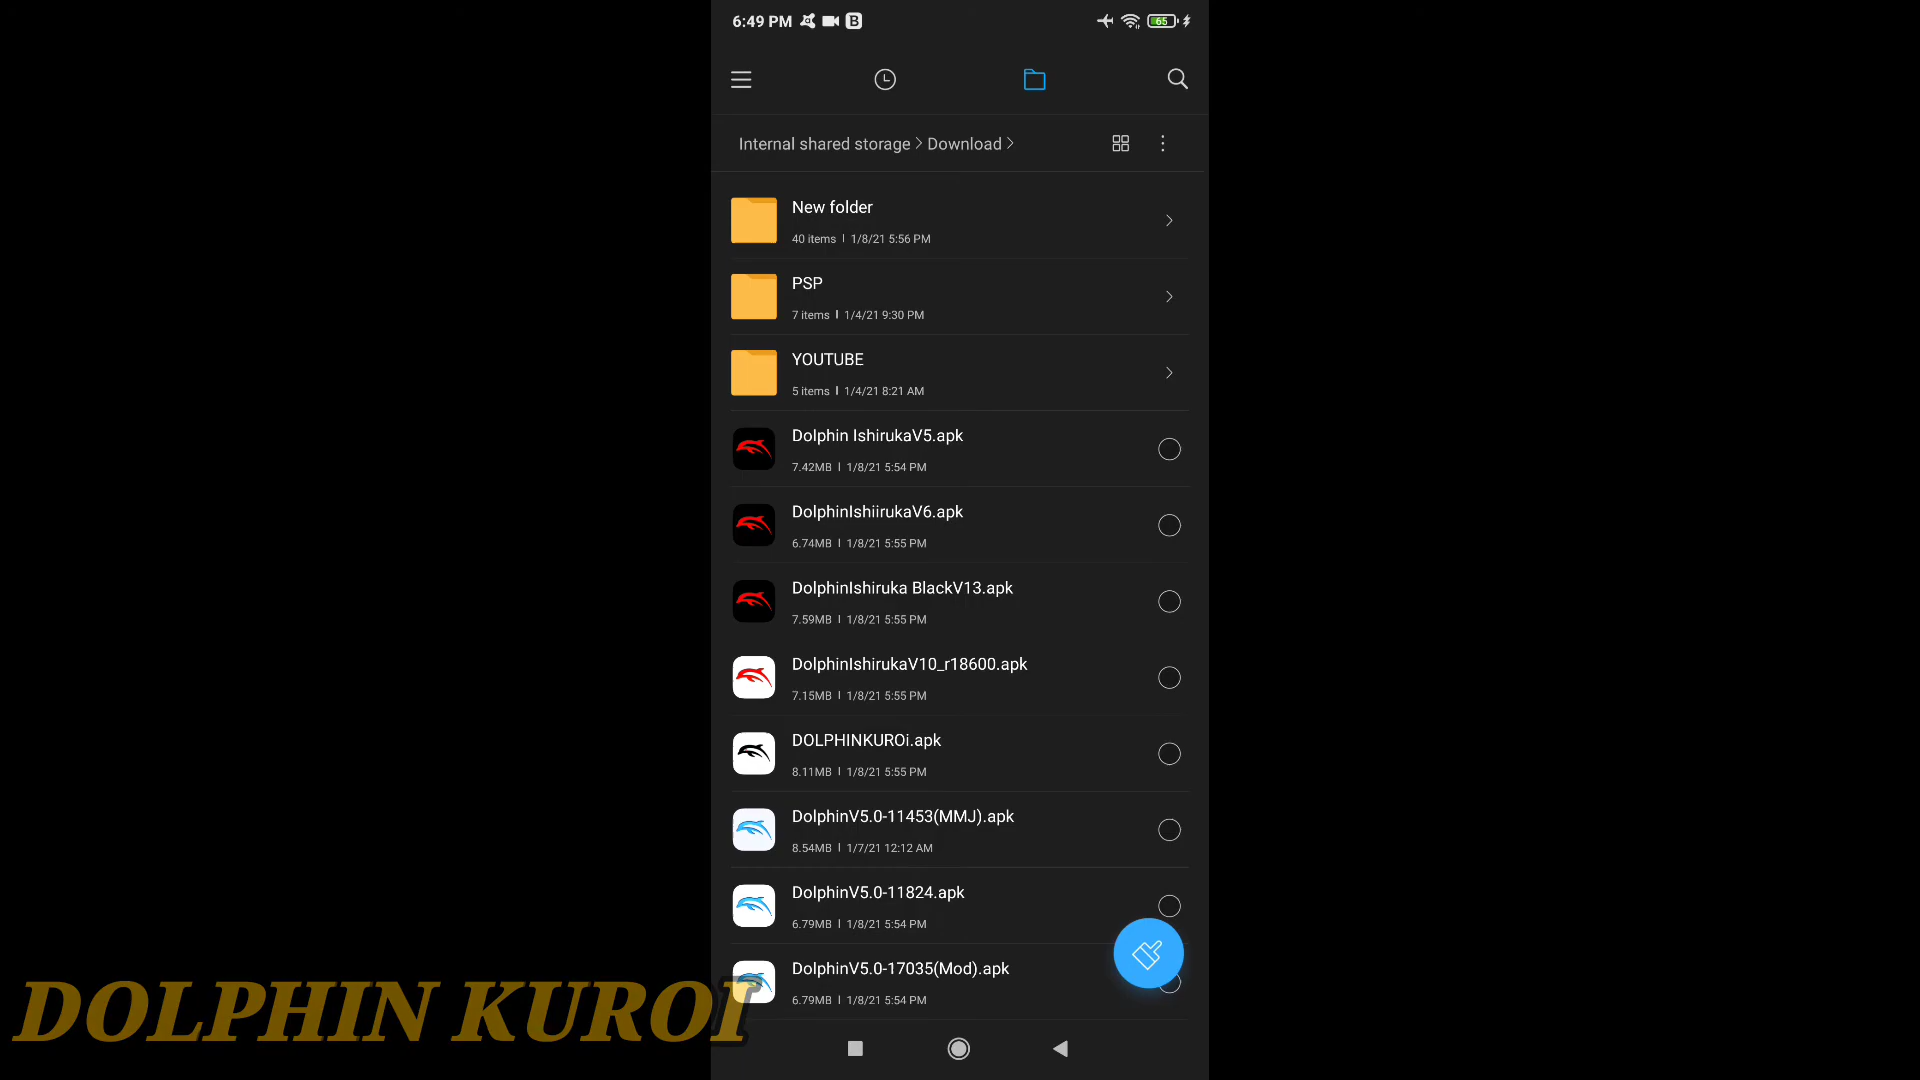 6:49 PM B 65
Internal shared storage > Download >
New folder
40 items | 1/8/21 5:56 PM
PSP
7 items | 1/4/21 9:30 PM
YOUTUBE
5 items | 1/4/21 8:21 AM
Dolphin IshirukaV5.apk
7.42MB | 1/8/21 5:54 PM
DolphinIshiirukaV6.apk
6.74MB | 1/8/21 5:55 PM
DolphinIshiruka BlackV13.apk
7.59MB | 1/8/21 5:55 PM
DolphinIshirukaV10_r18600.apk
7.15MB | 1/8/21 5:55 PM
DOLPHINKUROi.apk
8.11MB | 1/8/21 5:55 PM
DolphinV5.0-11453(MMJ).apk
8.54MB | 1/7/21 12:12 AM
DolphinV5.0-11824.apk
6.79MB | 1/8/21 5:54 PM
DolphinV5.0-17035(Mod).apk
6.79MB | 1/8/21 5:54 PM
DOLPHIN KUROI